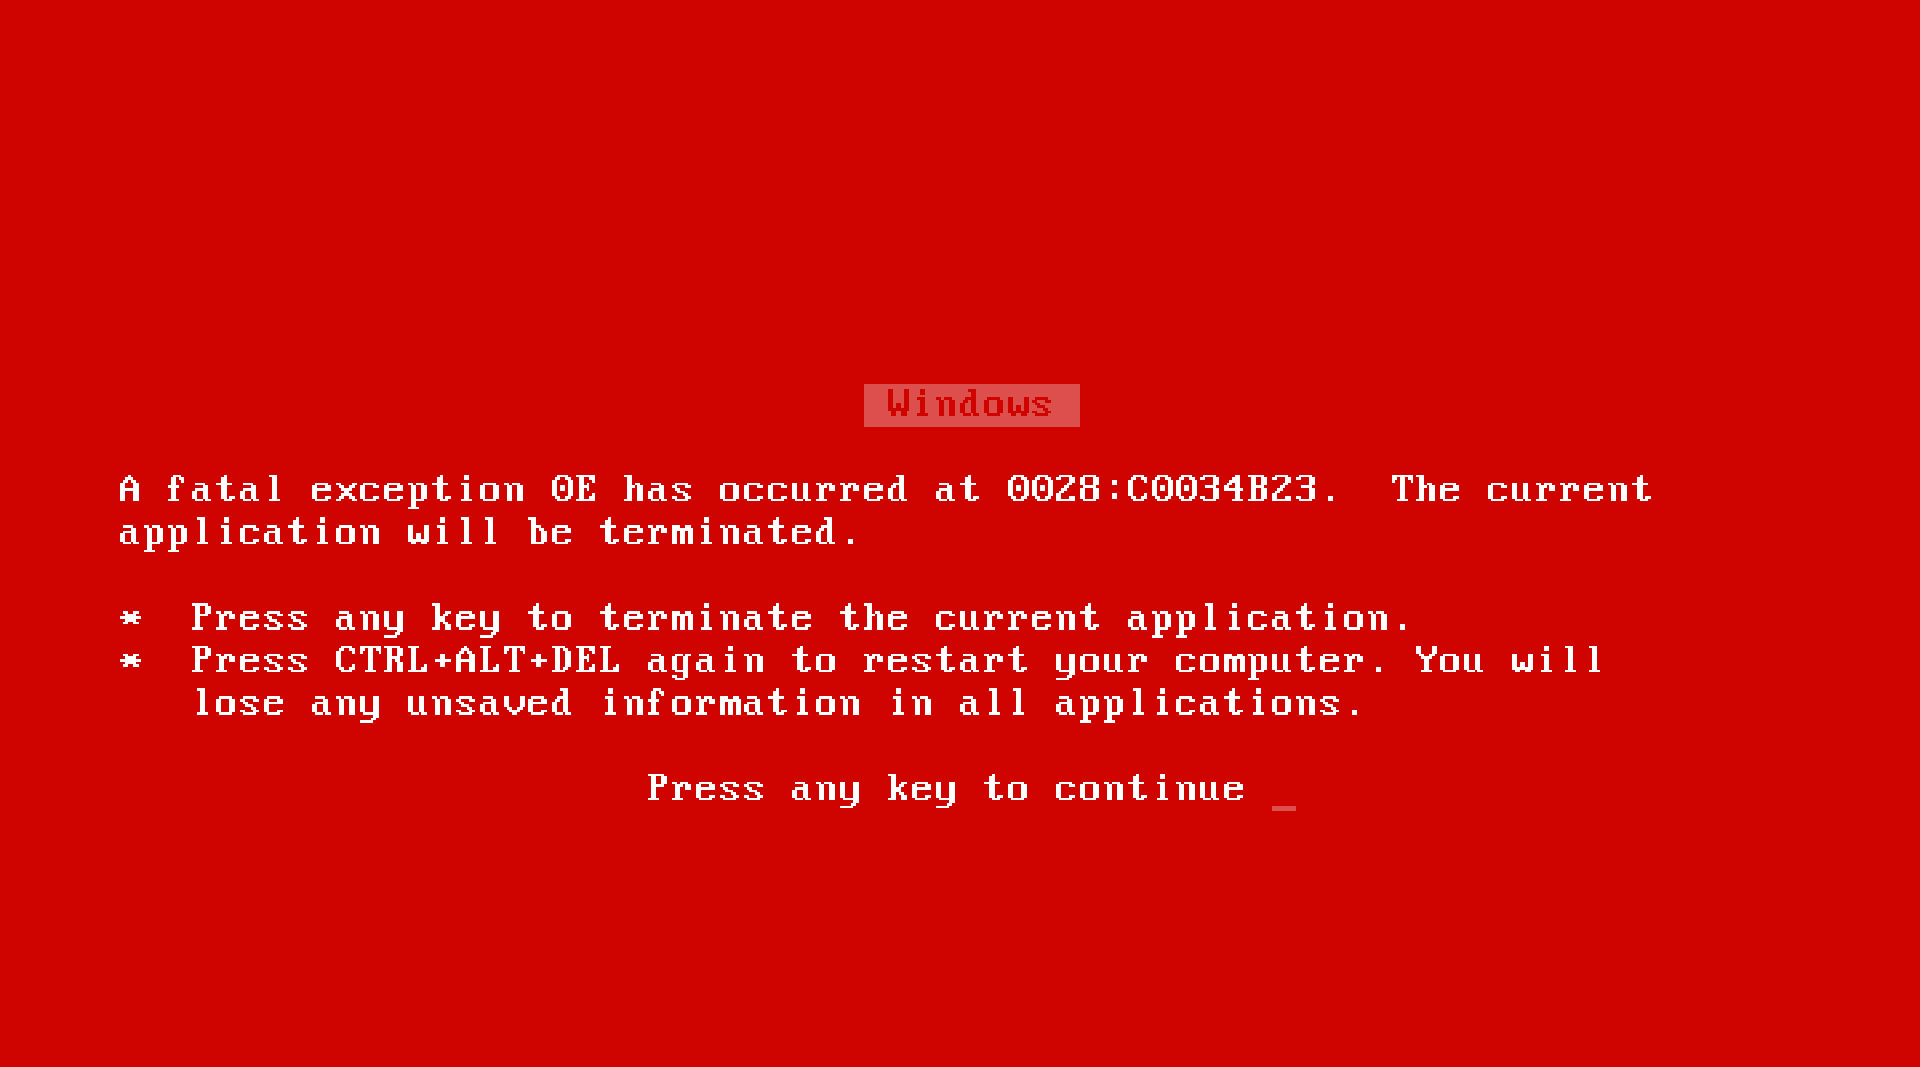 Windows
A fatal exception 0E has occurred at 0028:C0034B23.  The current
application will be terminated.
*  Press any key to terminate the current application.
*  Press CTRL+ALT+DEL again to restart your computer. You will
lose any unsaved information in all applications.
Press any key to continue _